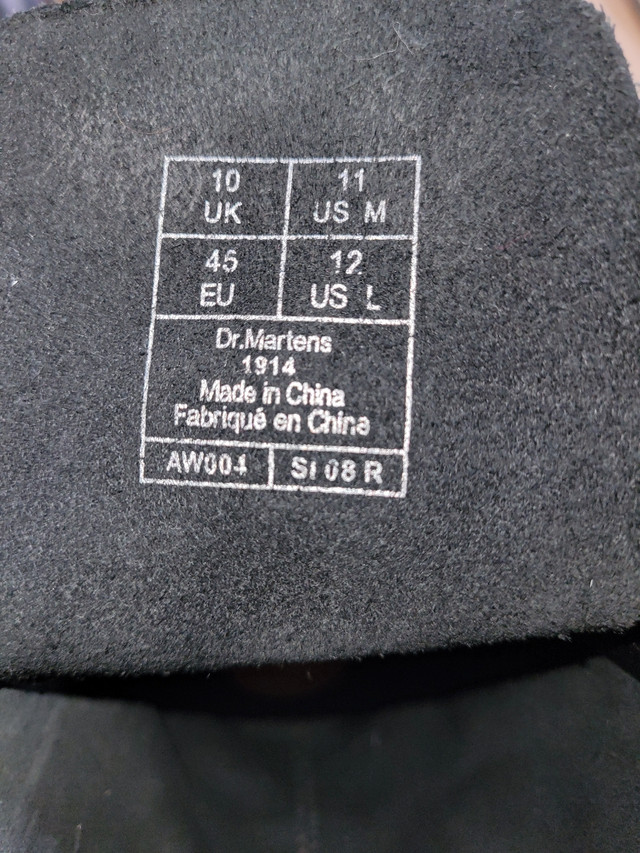 10
UK
11
US M
45
EU
12
US L
Dr.Martens
1914
Made in China
Fabriqué en Chine
AW004
SI 08 R